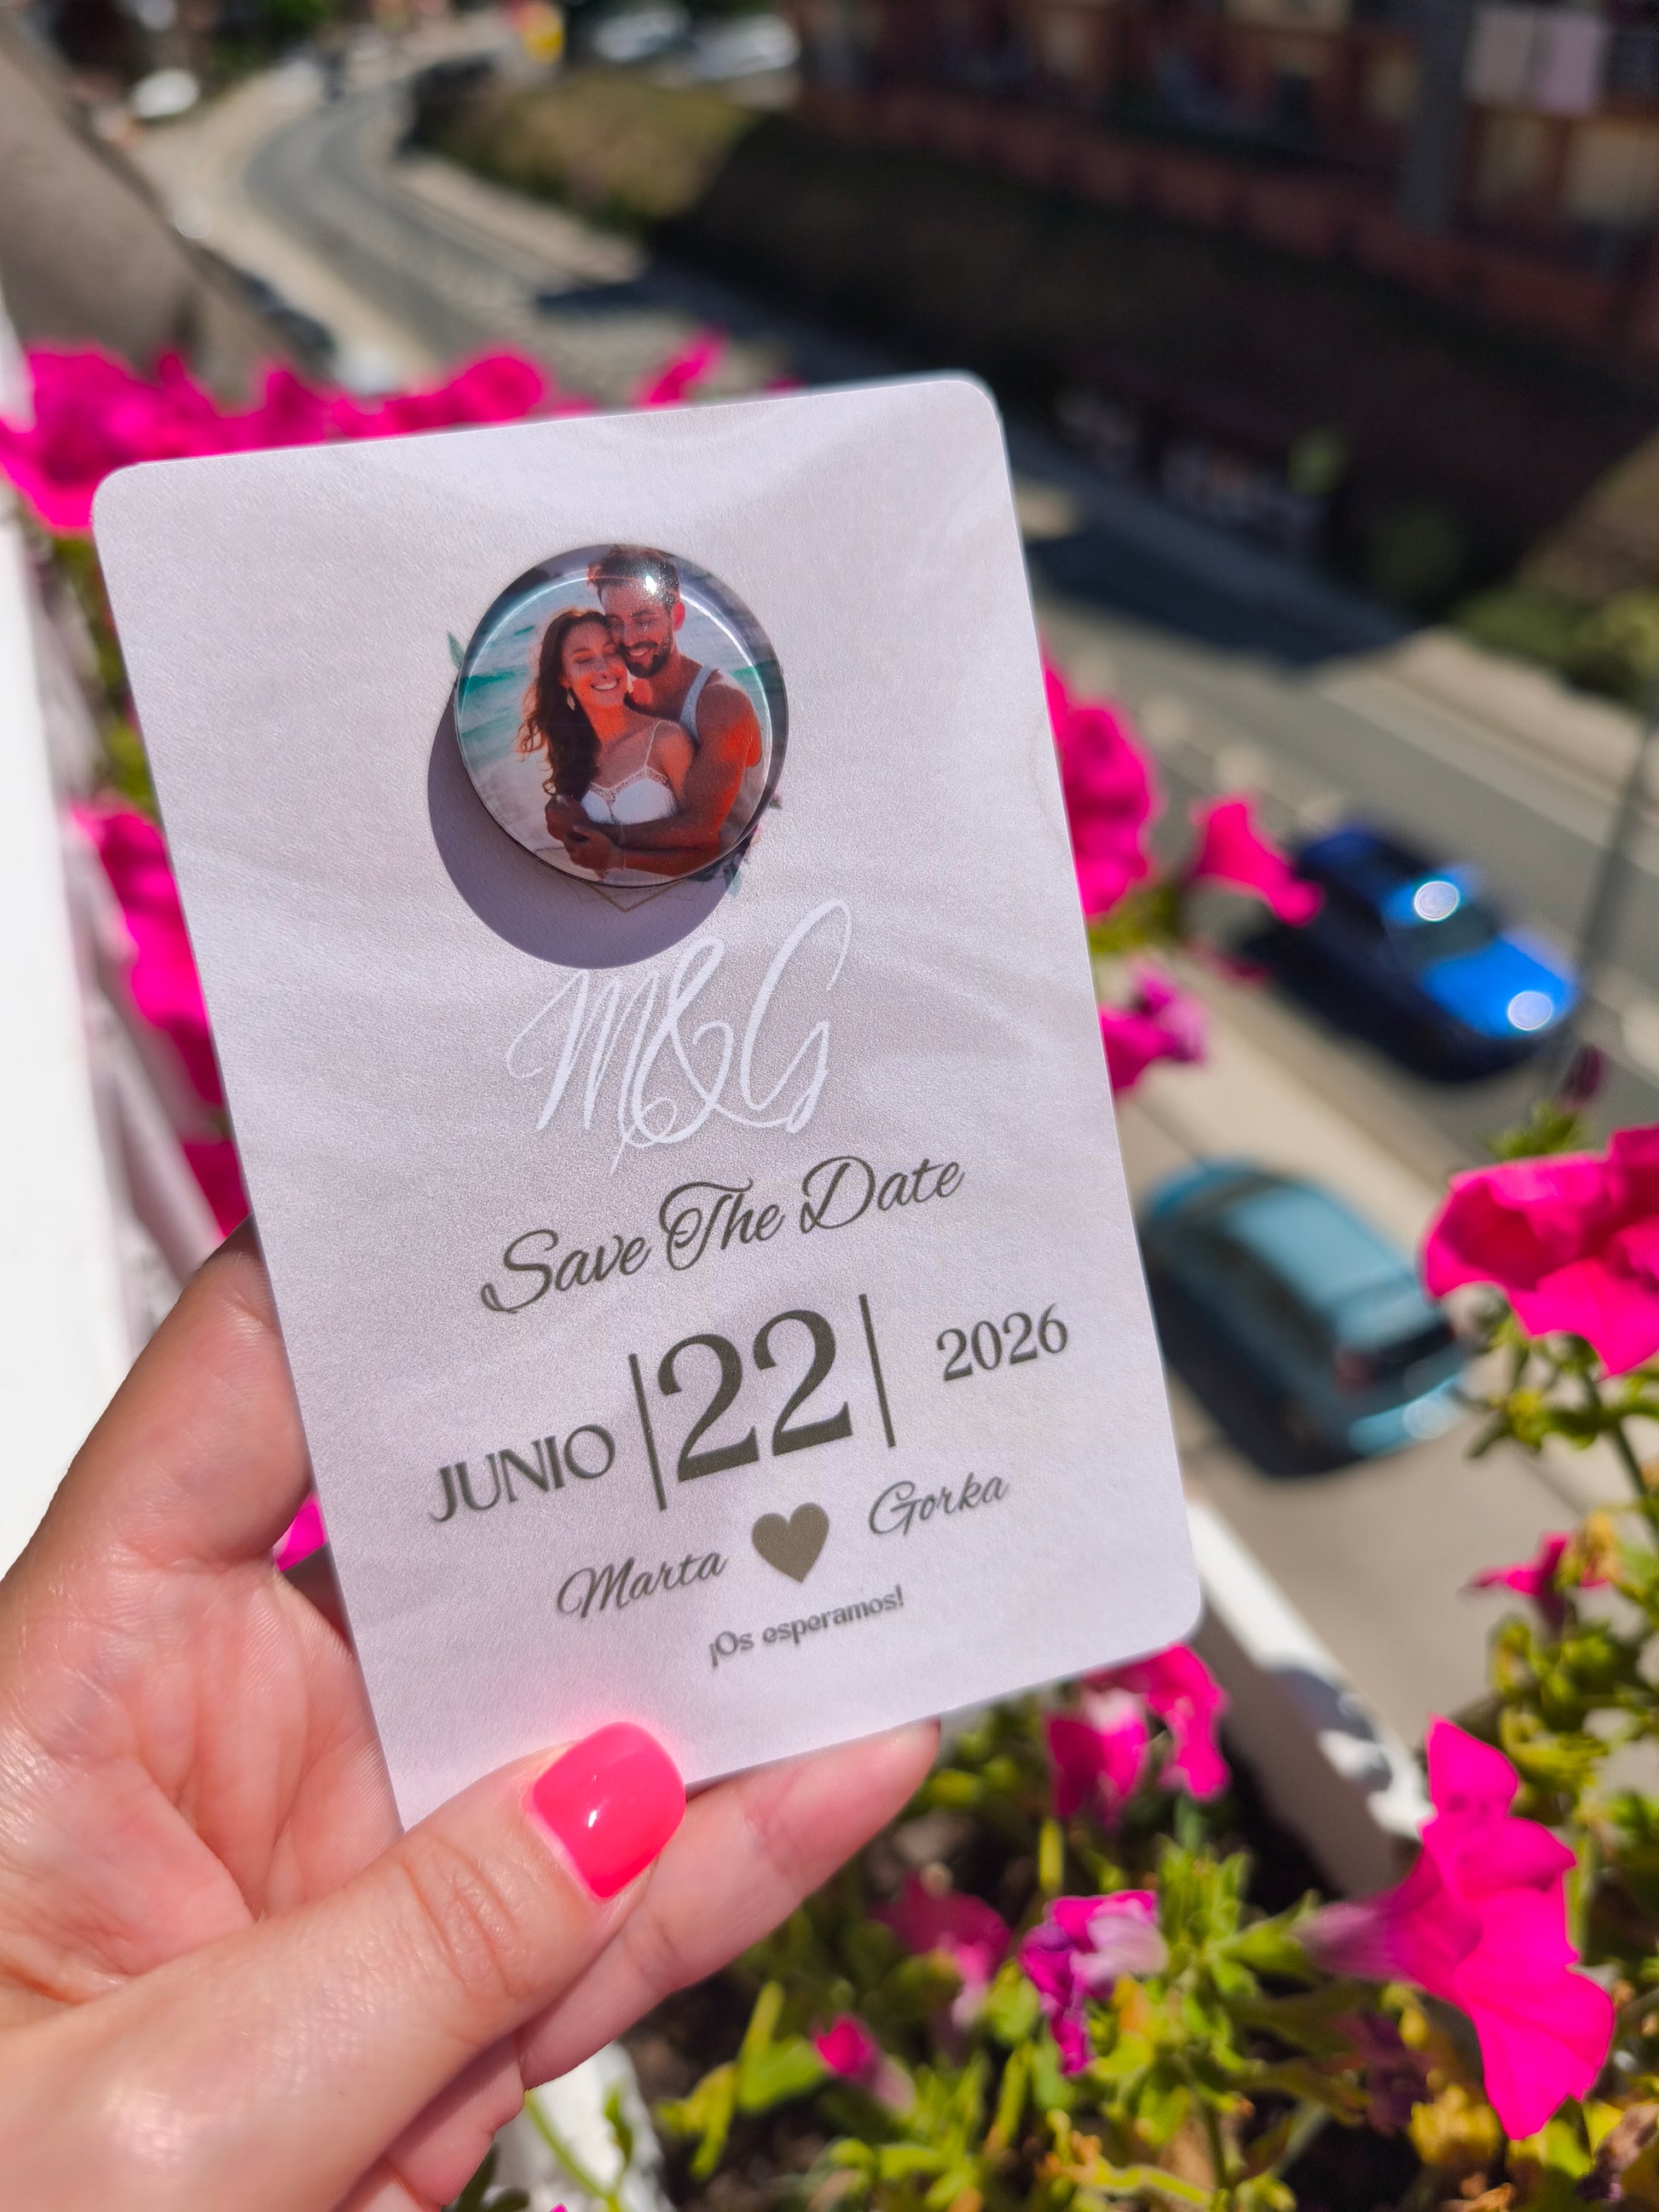 M&G
Save The Date
JUNIO | 22 | 2026
Marta ♥ Gorka
¡Os esperamos!